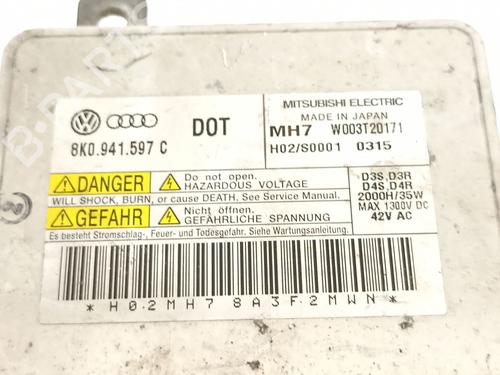 MITSUBISHI ELECTRIC
MADE IN JAPAN
DOT
MH7 W003T20171
8K0.941.597 C
H02/S0001 0315
DANGER
Do not open.
HAZARDOUS VOLTAGE
WILL SHOCK, BURN, or cause DEATH. See Service Manual.
GEFAHR
Nicht öffnen.
GEFÄHRLICHE SPANNUNG
Es besteht Stromschlag-, Feuer- und Todesgefahr. Siehe Wartungsanleitung.
D3S,D3R
D4S,D4R
2000H/35W
MAX 1300V DC
42V AC
*H02MH78A3F2MWN*